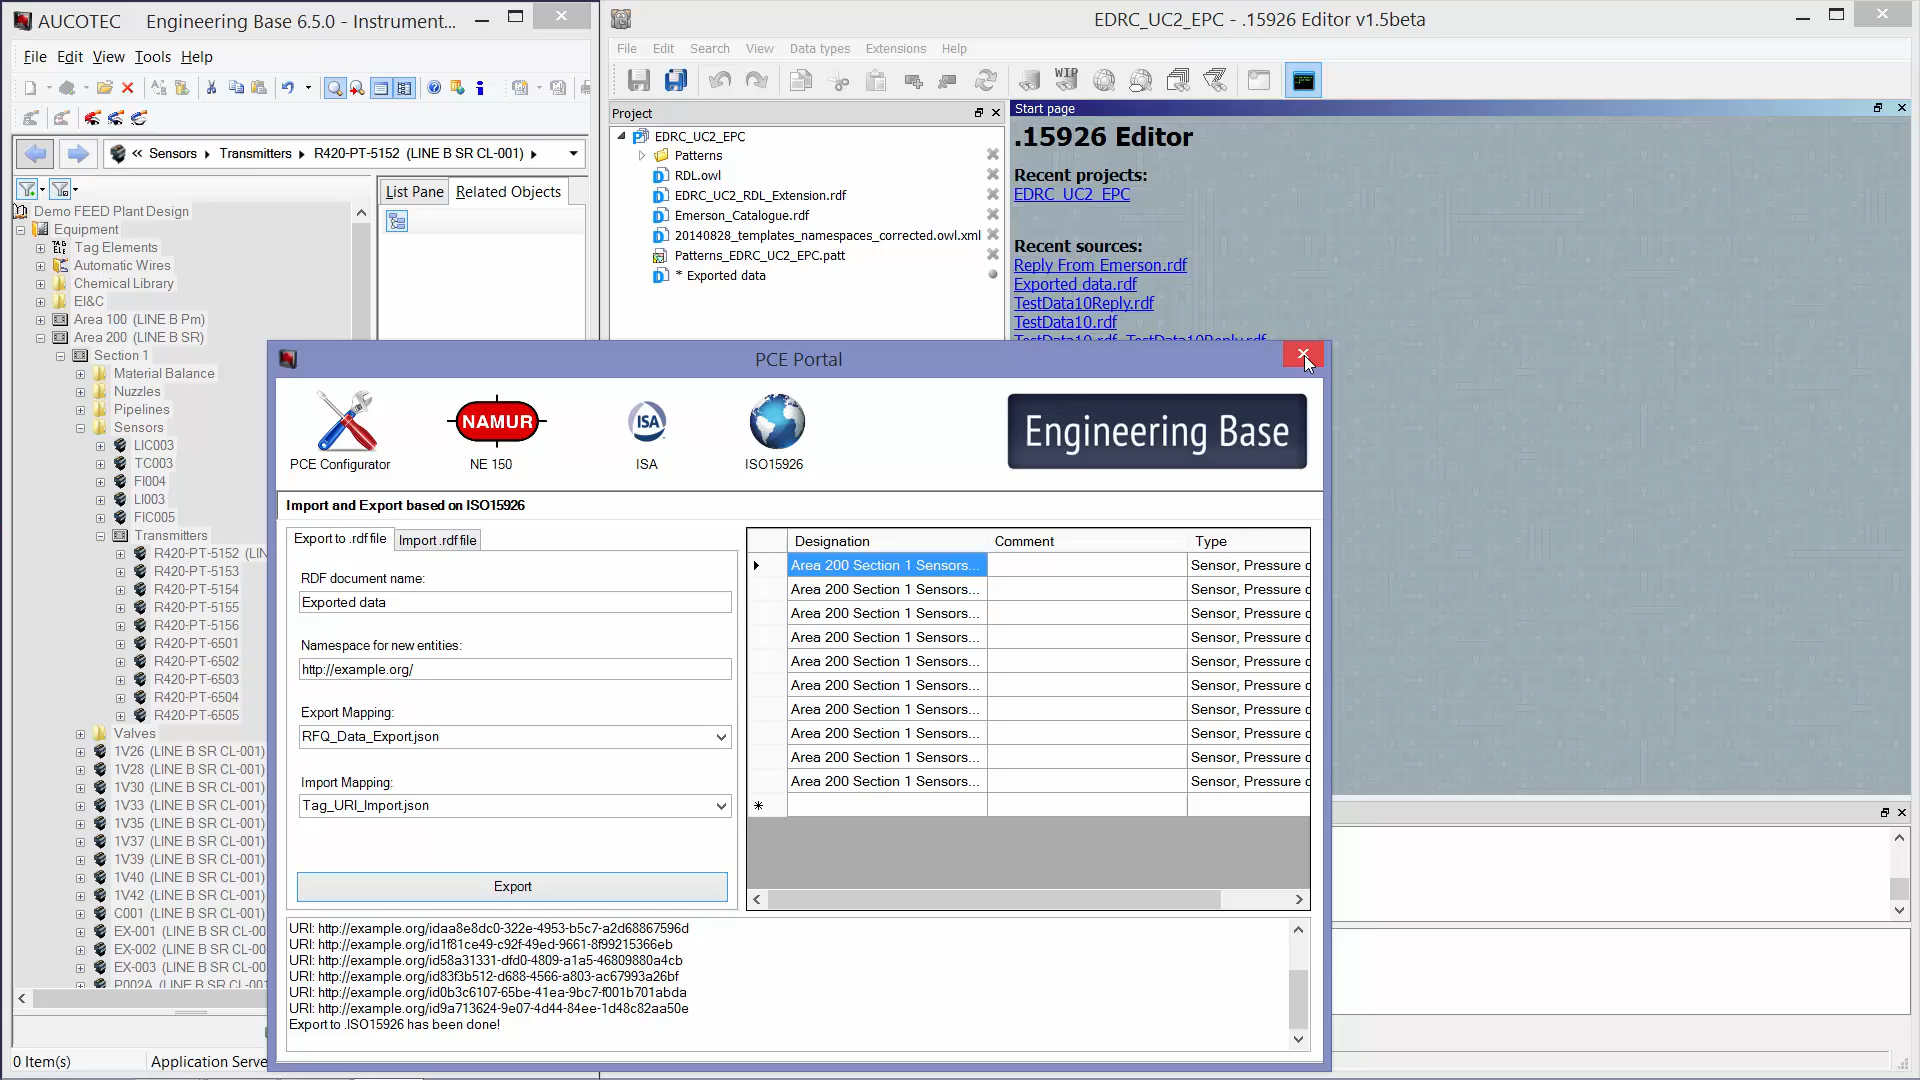 AUCOTEC Engineering Base 6.5.0 - Instrument...
File Edit View Tools Help
« Sensors Transmitters R420-PT-5152 (LINE B SR CL-001)
List Pane Related Objects
Demo FEED Plant Design
Equipment
Tag Elements
Automatic Wires
Chemical Library
EI&C
Area 100 (LINE B Pm)
Area 200 (LINE B SR)
Section 1
Material Balance
Nuzzles
Pipelines
Sensors
LIC003
TC003
FI004
LI003
FIC005
Transmitters
R420-PT-5152 (LIN
R420-PT-5153
R420-PT-5154
R420-PT-5155
R420-PT-5156
R420-PT-6501
R420-PT-6502
R420-PT-6503
R420-PT-6504
R420-PT-6505
Valves
1V26 (LINE B SR CL-001)
1V28 (LINE B SR CL-001)
1V30 (LINE B SR CL-001)
1V33 (LINE B SR CL-001)
1V35 (LINE B SR CL-001)
1V37 (LINE B SR CL-001)
1V39 (LINE B SR CL-001)
1V40 (LINE B SR CL-001)
1V42 (LINE B SR CL-001)
C001 (LINE B SR CL-001)
EX-001 (LINE B SR CL-00
EX-002 (LINE B SR CL-00
EX-003 (LINE B SR CL-00
P002A (LINE B SR CL-00
0 Item(s) Application Serve
EDRC_UC2_EPC - .15926 Editor v1.5beta
File Edit Search View Data types Extensions Help
WIP
Project
EDRC_UC2_EPC
Patterns
RDL.owl
EDRC_UC2_RDL_Extension.rdf
Emerson_Catalogue.rdf
20140828_templates_namespaces_corrected.owl.xml
Patterns_EDRC_UC2_EPC.patt
* Exported data
Start page
.15926 Editor
Recent projects:
EDRC_UC2_EPC
Recent sources:
Reply From Emerson.rdf
Exported data.rdf
TestData10Reply.rdf
TestData10.rdf
TestData10.rdf, TestData10Reply.rdf
PCE Portal
PCE Configurator
NAMUR
NE 150
ISA
ISA
ISO15926
Engineering Base
Import and Export based on ISO15926
Export to .rdf file Import .rdf file
RDF document name:
Exported data
Namespace for new entities:
http://example.org/
Export Mapping:
RFQ_Data_Export.json
Import Mapping:
Tag_URI_Import.json
Export
Designation Comment Type
Area 200 Section 1 Sensors... Sensor, Pressure c
Area 200 Section 1 Sensors... Sensor, Pressure c
Area 200 Section 1 Sensors... Sensor, Pressure c
Area 200 Section 1 Sensors... Sensor, Pressure c
Area 200 Section 1 Sensors... Sensor, Pressure c
Area 200 Section 1 Sensors... Sensor, Pressure c
Area 200 Section 1 Sensors... Sensor, Pressure c
Area 200 Section 1 Sensors... Sensor, Pressure c
Area 200 Section 1 Sensors... Sensor, Pressure c
Area 200 Section 1 Sensors... Sensor, Pressure c
URI: http://example.org/idaa8e8dc0-322e-4953-b5c7-a2d68867596d
URI: http://example.org/id1f81ce49-c92f-49ed-9661-8f99215366eb
URI: http://example.org/id58a31331-dfd0-4809-a1a5-46809880a4cb
URI: http://example.org/id83f3b512-d688-4566-a803-ac67993a26bf
URI: http://example.org/id0b3c6107-65be-41ea-9bc7-f001b701abda
URI: http://example.org/id9a713624-9e07-4d44-84ee-1d48c82aa50e
Export to .ISO15926 has been done!